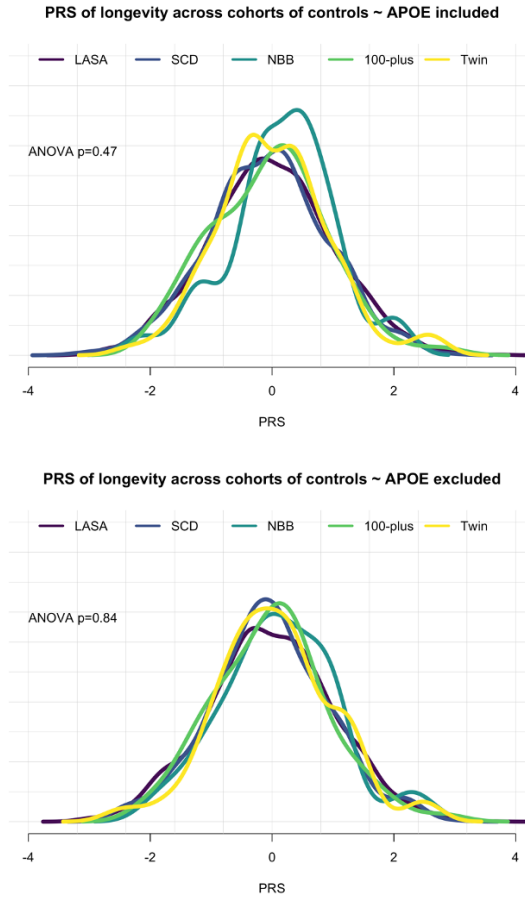 PRS of longevity across cohorts of controls ~ APOE included
LASA SCD NBB 100-plus Twin
ANOVA p=0.47
-4 -2 0 2 4
PRS
PRS of longevity across cohorts of controls ~ APOE excluded
LASA SCD NBB 100-plus Twin
ANOVA p=0.84
-4 -2 0 2 4
PRS